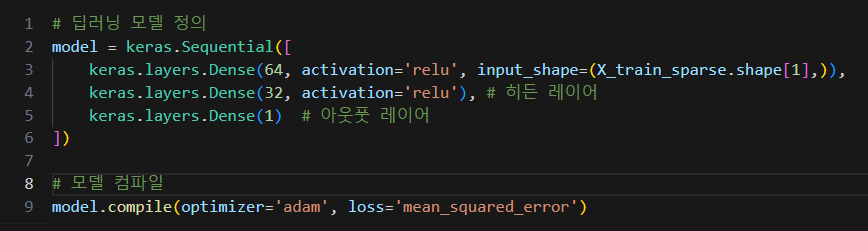 1 # 딥러닝 모델 정의
2 model = keras.Sequential([
3     keras.layers.Dense(64, activation='relu', input_shape=(X_train_sparse.shape[1],)),
4     keras.layers.Dense(32, activation='relu'), # 히든 레이어
5     keras.layers.Dense(1)  # 아웃풋 레이어
6 ])
7
8 # 모델 컴파일
9 model.compile(optimizer='adam', loss='mean_squared_error')